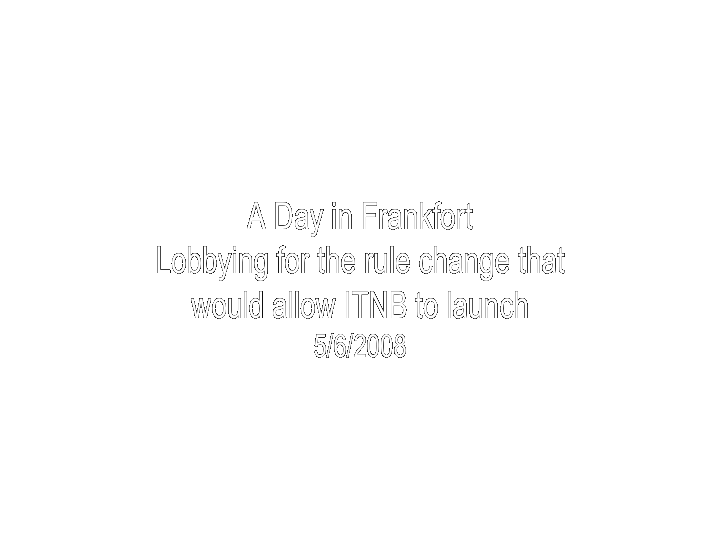 A Day in Frankfort
Lobbying for the rule change that
would allow ITNB to launch
5/6/2008